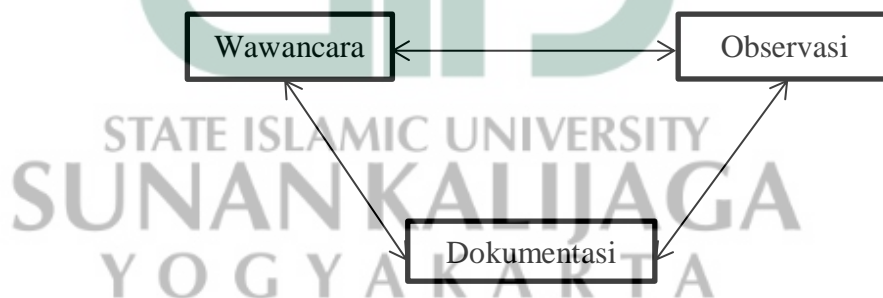 Wawancara Observasi
STATE ISLAMIC UNIVERSITY
SUNAN KALIJAGA
Dokumentasi
YOGYAKARTA